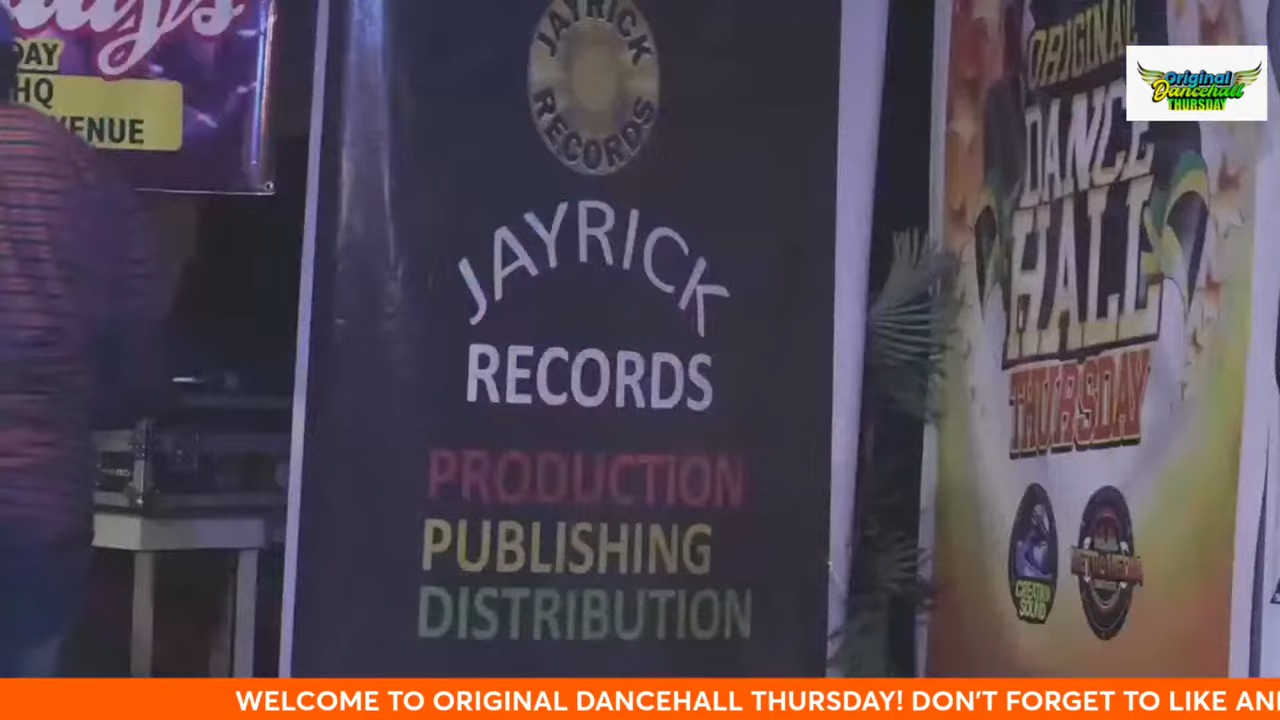 DAY
HQ
VENUE
JAYRICK
RECORDS
JAYRICK
RECORDS
PRODUCTION
PUBLISHING
DISTRIBUTION
ORIGINAL
DANCE
HALL
THURSDAY
CREATION
SOUND
Original
Dancehall
THURSDAY
WELCOME TO ORIGINAL DANCEHALL THURSDAY! DON'T FORGET TO LIKE AN